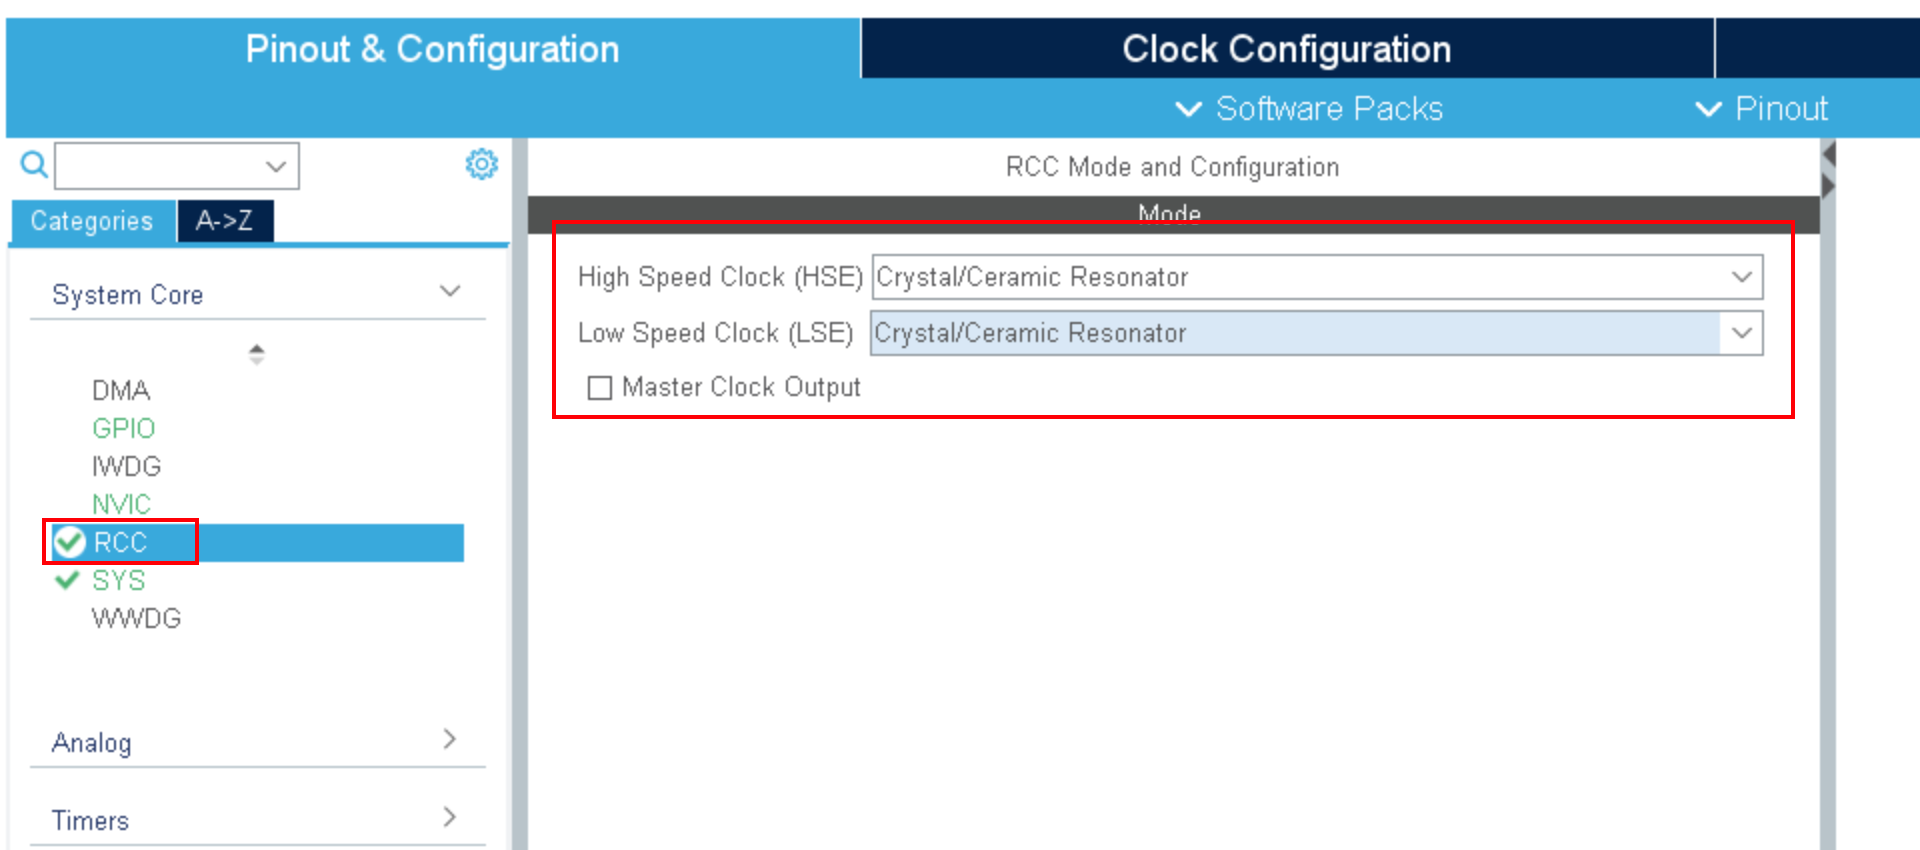 Pinout & Configuration
Clock Configuration
Software Packs
Pinout
RCC Mode and Configuration
Categories
A->Z
Mode
System Core
High Speed Clock (HSE) Crystal/Ceramic Resonator
Low Speed Clock (LSE) Crystal/Ceramic Resonator
Master Clock Output
DMA
GPIO
IWDG
NVIC
RCC
SYS
WWDG
Analog
Timers